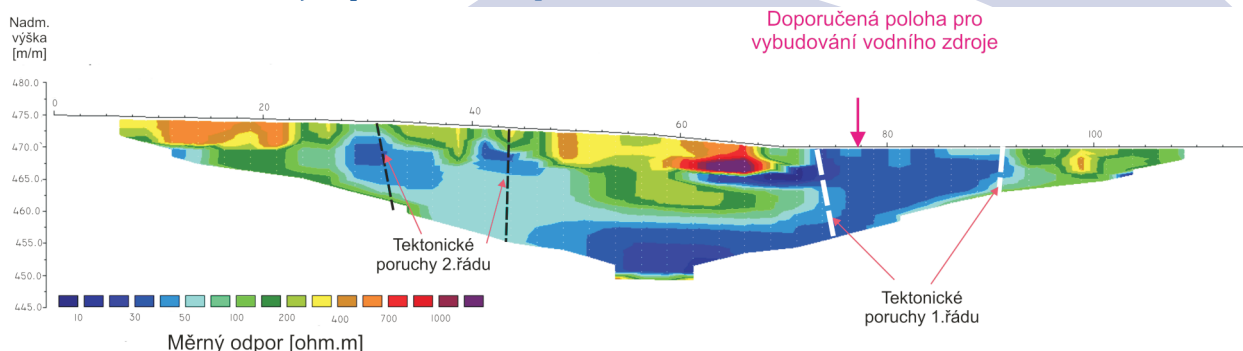 Nadm.
výška
[m/m]
Doporučená poloha pro
vybudování vodního zdroje
480.0
475.0
470.0
465.0
460.0
455.0
450.0
445.0
0 20 40 60 80 100
Tektonické
poruchy 2.řádu
Tektonické
poruchy 1.řádu
10 30 50 100 200 400 700 1000
Měrný odpor [ohm.m]